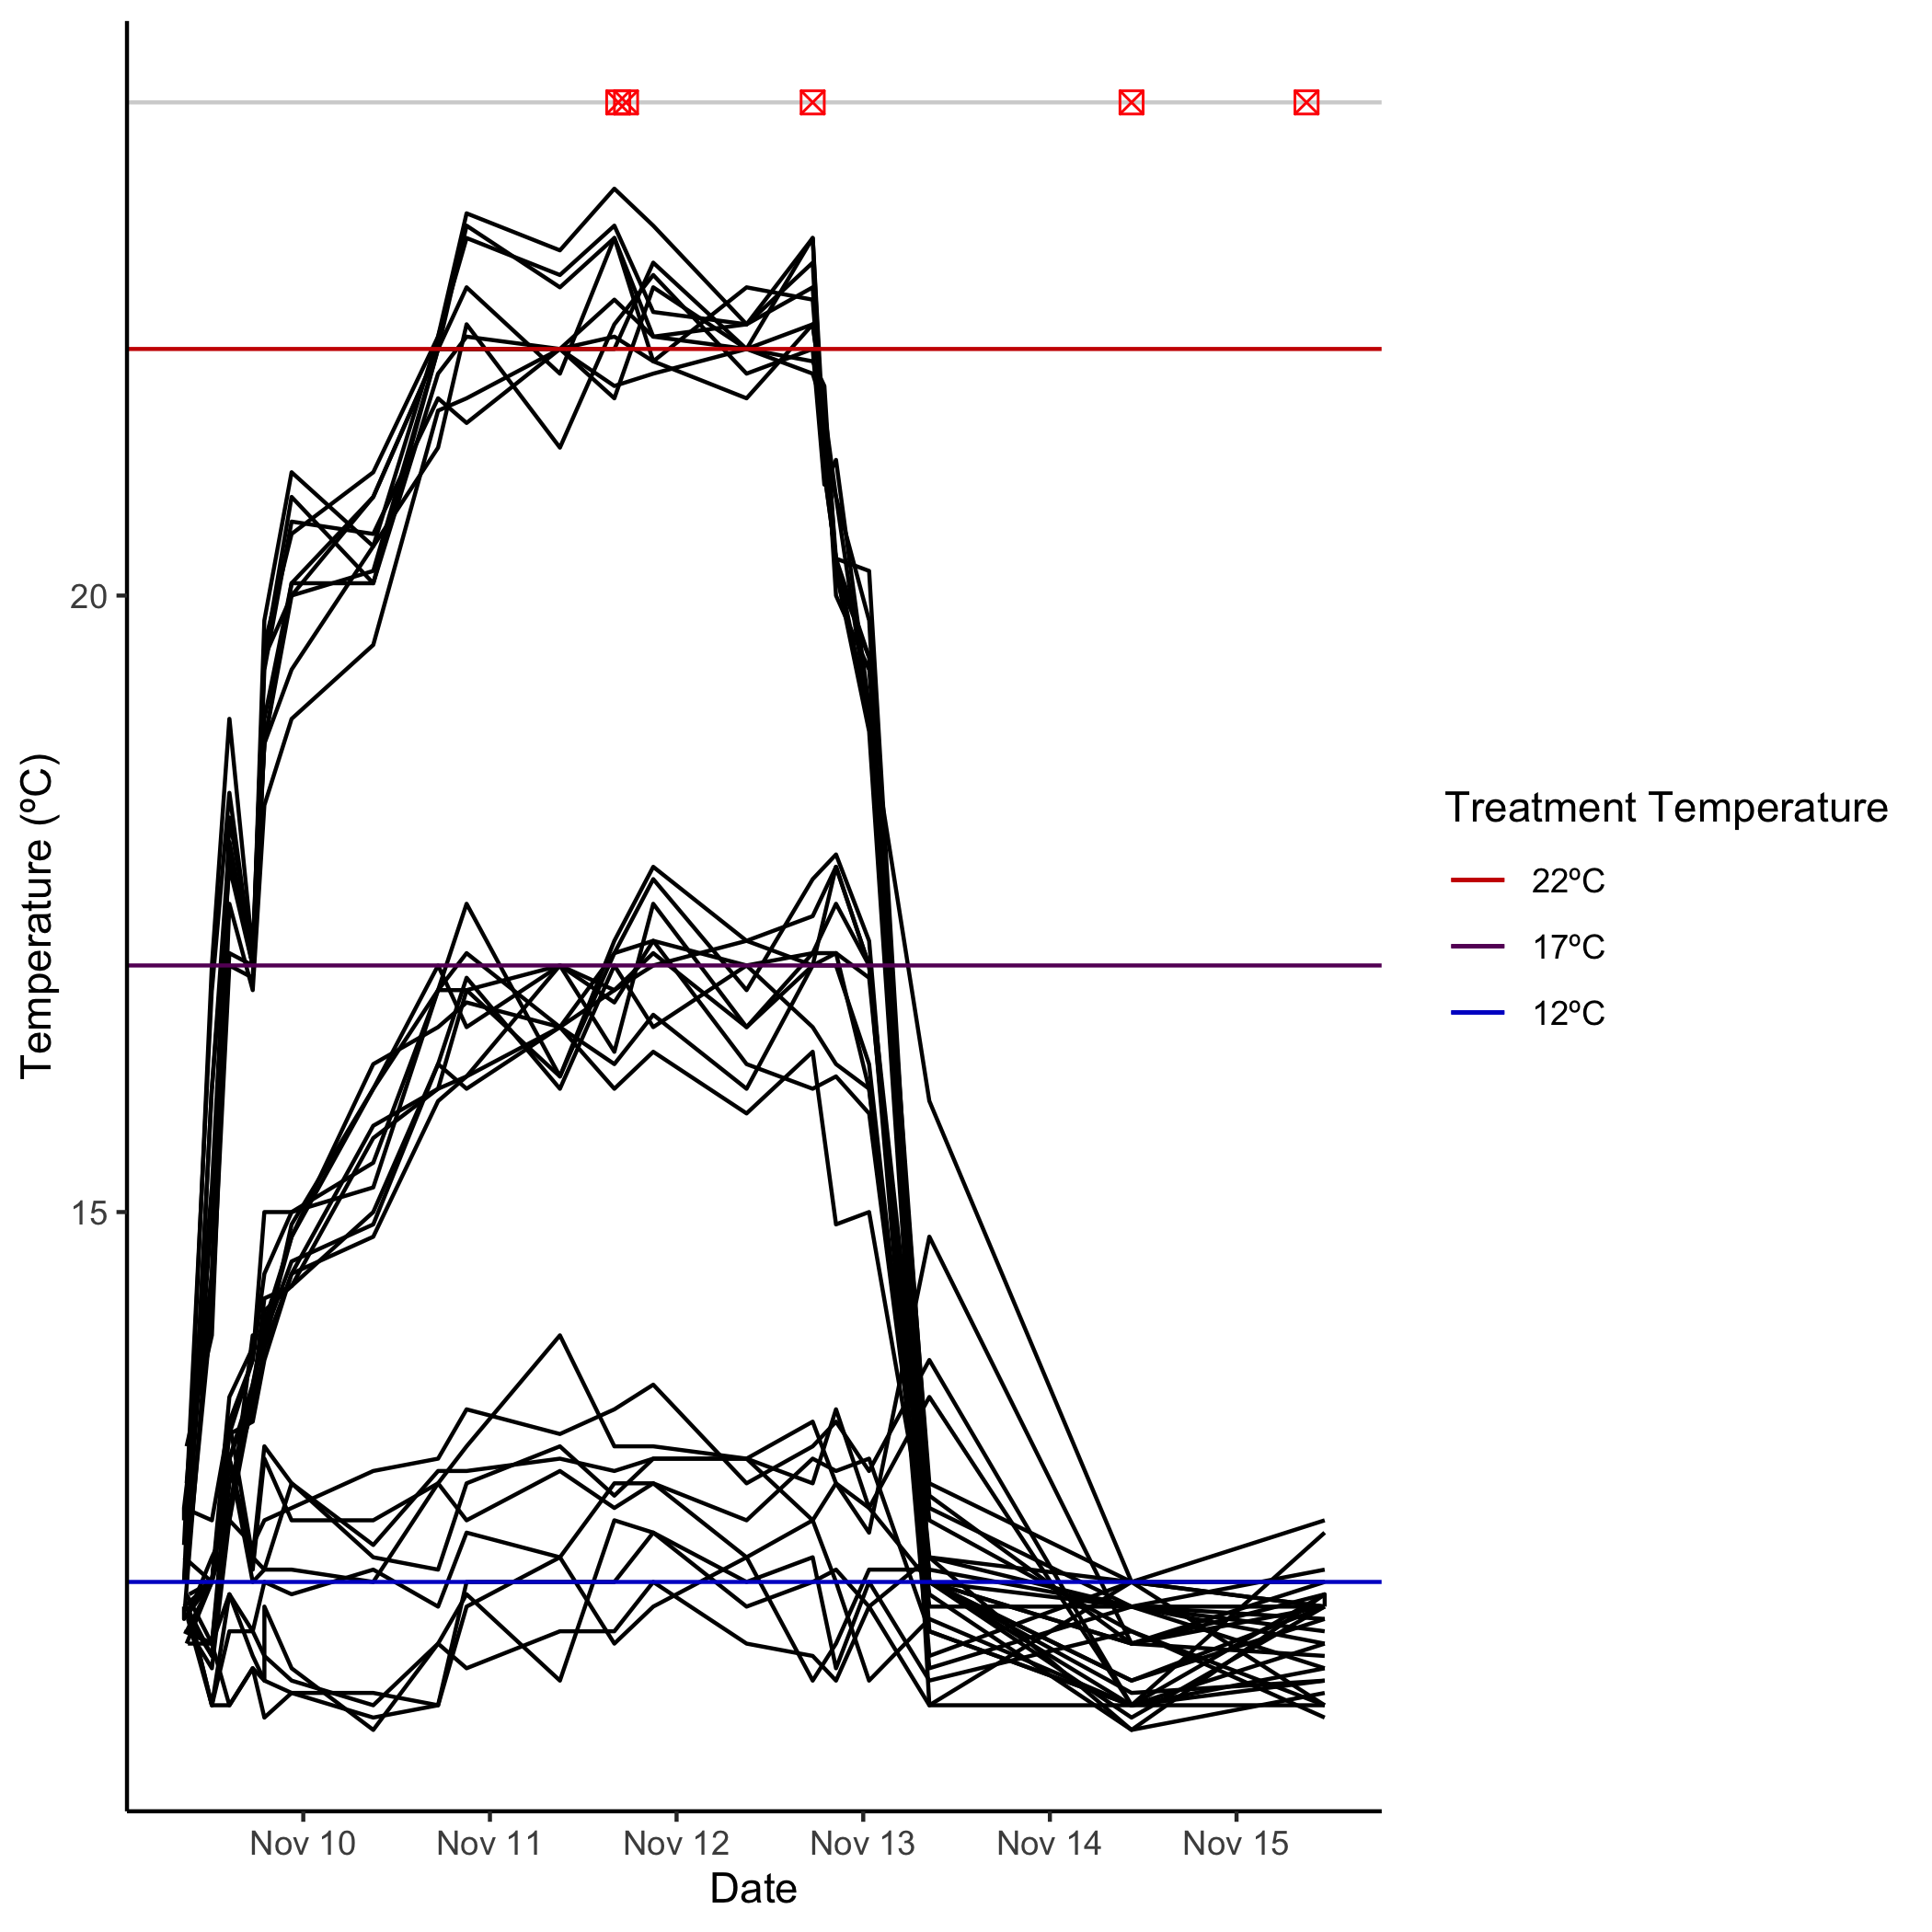 Temperature (ºC)
20
15
Nov 10
Nov 11
Nov 12
Nov 13
Nov 14
Nov 15
Date
Treatment Temperature
22ºC
17ºC
12ºC